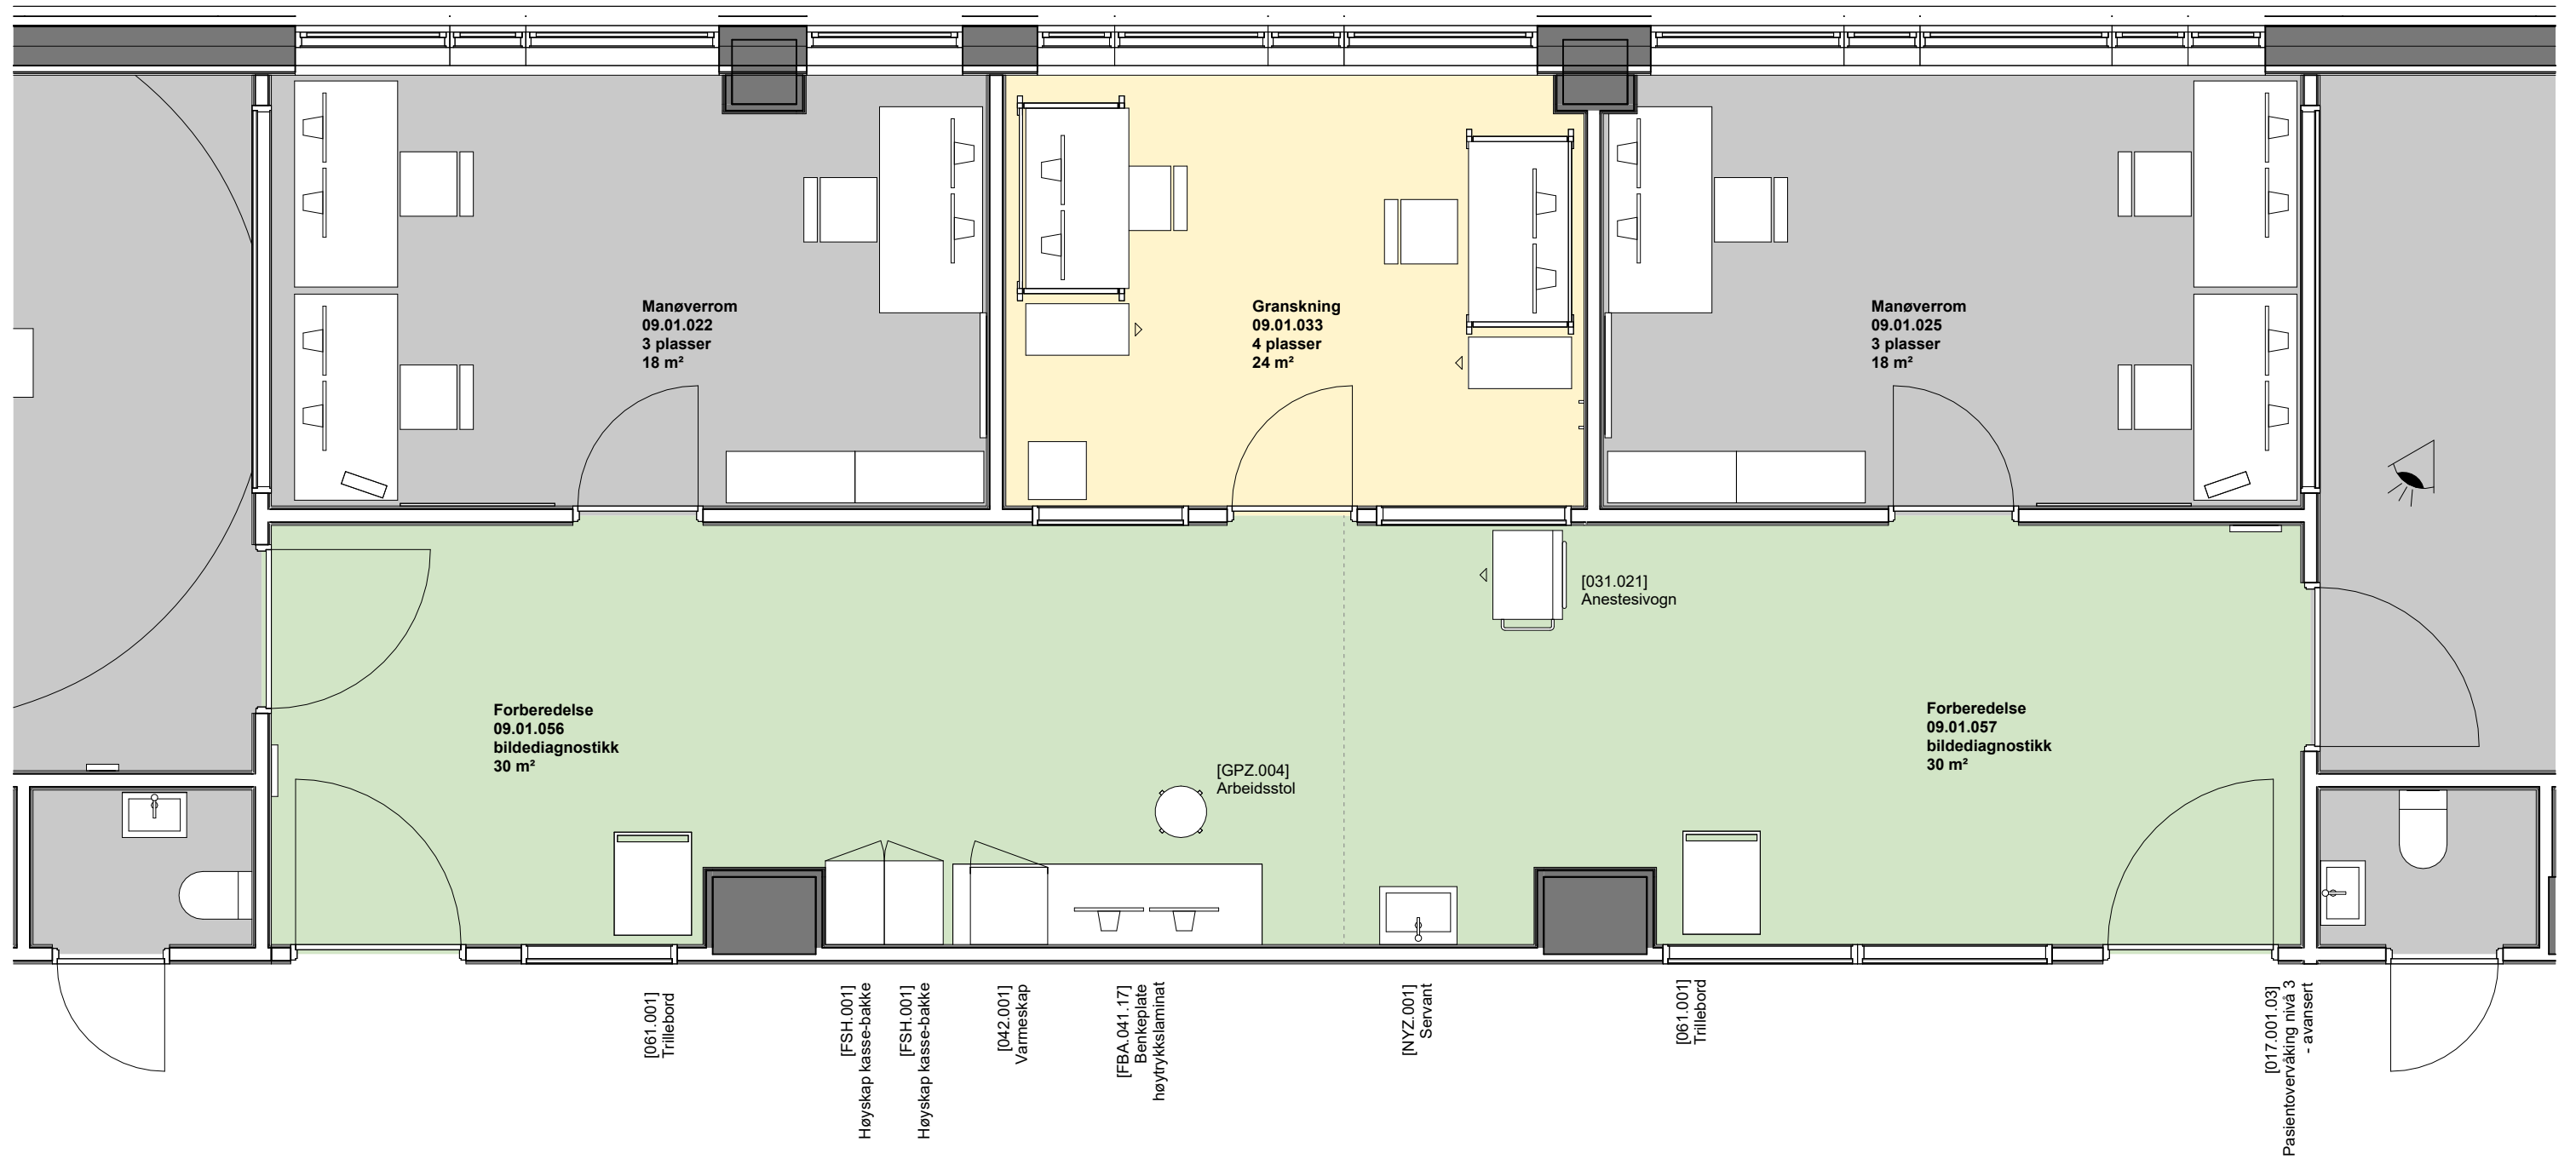 Manøverrom
09.01.022
3 plasser
18 m²
Granskning
09.01.033
4 plasser
24 m²
Manøverrom
09.01.025
3 plasser
18 m²
[031.021]
Anestesivogn
Forberedelse
09.01.056
bildediagnostikk
30 m²
[GPZ.004]
Arbeidsstol
Forberedelse
09.01.057
bildediagnostikk
30 m²
[061.001]
Trillebord
[FSH.001]
Høyskap kasse-bakke
[FSH.001]
Høyskap kasse-bakke
[042.001]
Varmeskap
[FBA.041.17]
Benkeplate
høytrykkslaminat
[NYZ.001]
Servant
[061.001]
Trillebord
[017.001.03]
Pasientovervåking nivå 3
- avansert